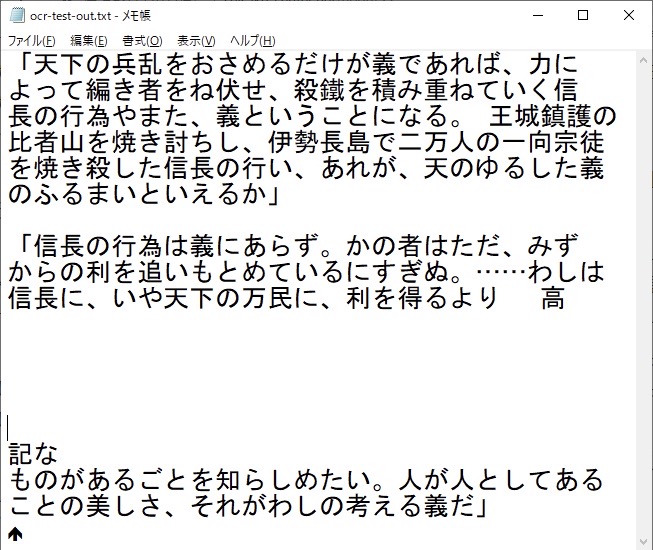 ocr-test-out.txt - メモ帳
ファイル(F) 編集(E) 書式(O) 表示(V) ヘルプ(H)
「天下の兵乱をおさめるだけが義であれば、力に
よって編き者をね伏せ、殺鐵を積み重ねていく信
長の行為やまた、義ということになる。 王城鎮護の
比者山を焼き討ちし、伊勢長島で二万人の一向宗徒
を焼き殺した信長の行い、あれが、天のゆるした義
のふるまいといえるか」
「信長の行為は義にあらず。かの者はただ、みず
からの利を追いもとめているにすぎぬ。……わしは
信長に、いや天下の万民に、利を得るより 高
記な
ものがあるごとを知らしめたい。人が人としてある
ことの美しさ、それがわしの考える義だ」